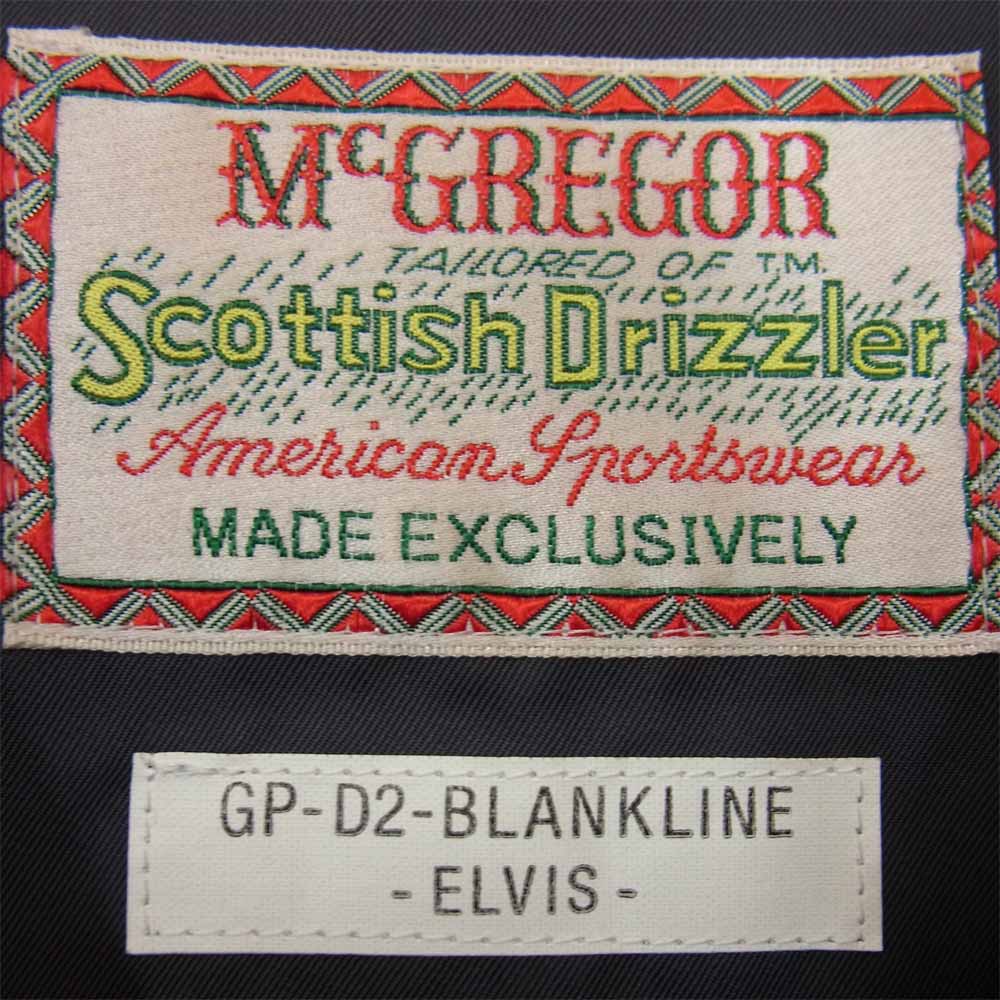 McGREGOR
TAILORED OF T.M.
Scottish Drizzler
American Sportswear
MADE EXCLUSIVELY
GP-D2-BLANKLINE
-ELVIS-